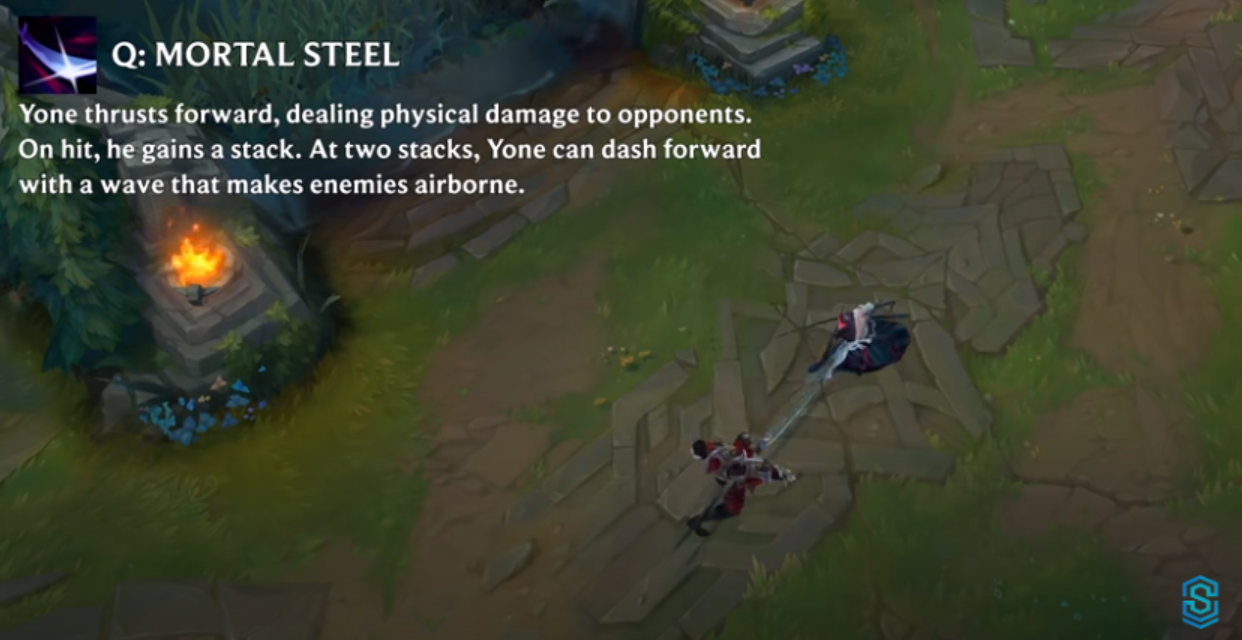 Q: MORTAL STEEL
Yone thrusts forward, dealing physical damage to opponents.
On hit, he gains a stack. At two stacks, Yone can dash forward
with a wave that makes enemies airborne.